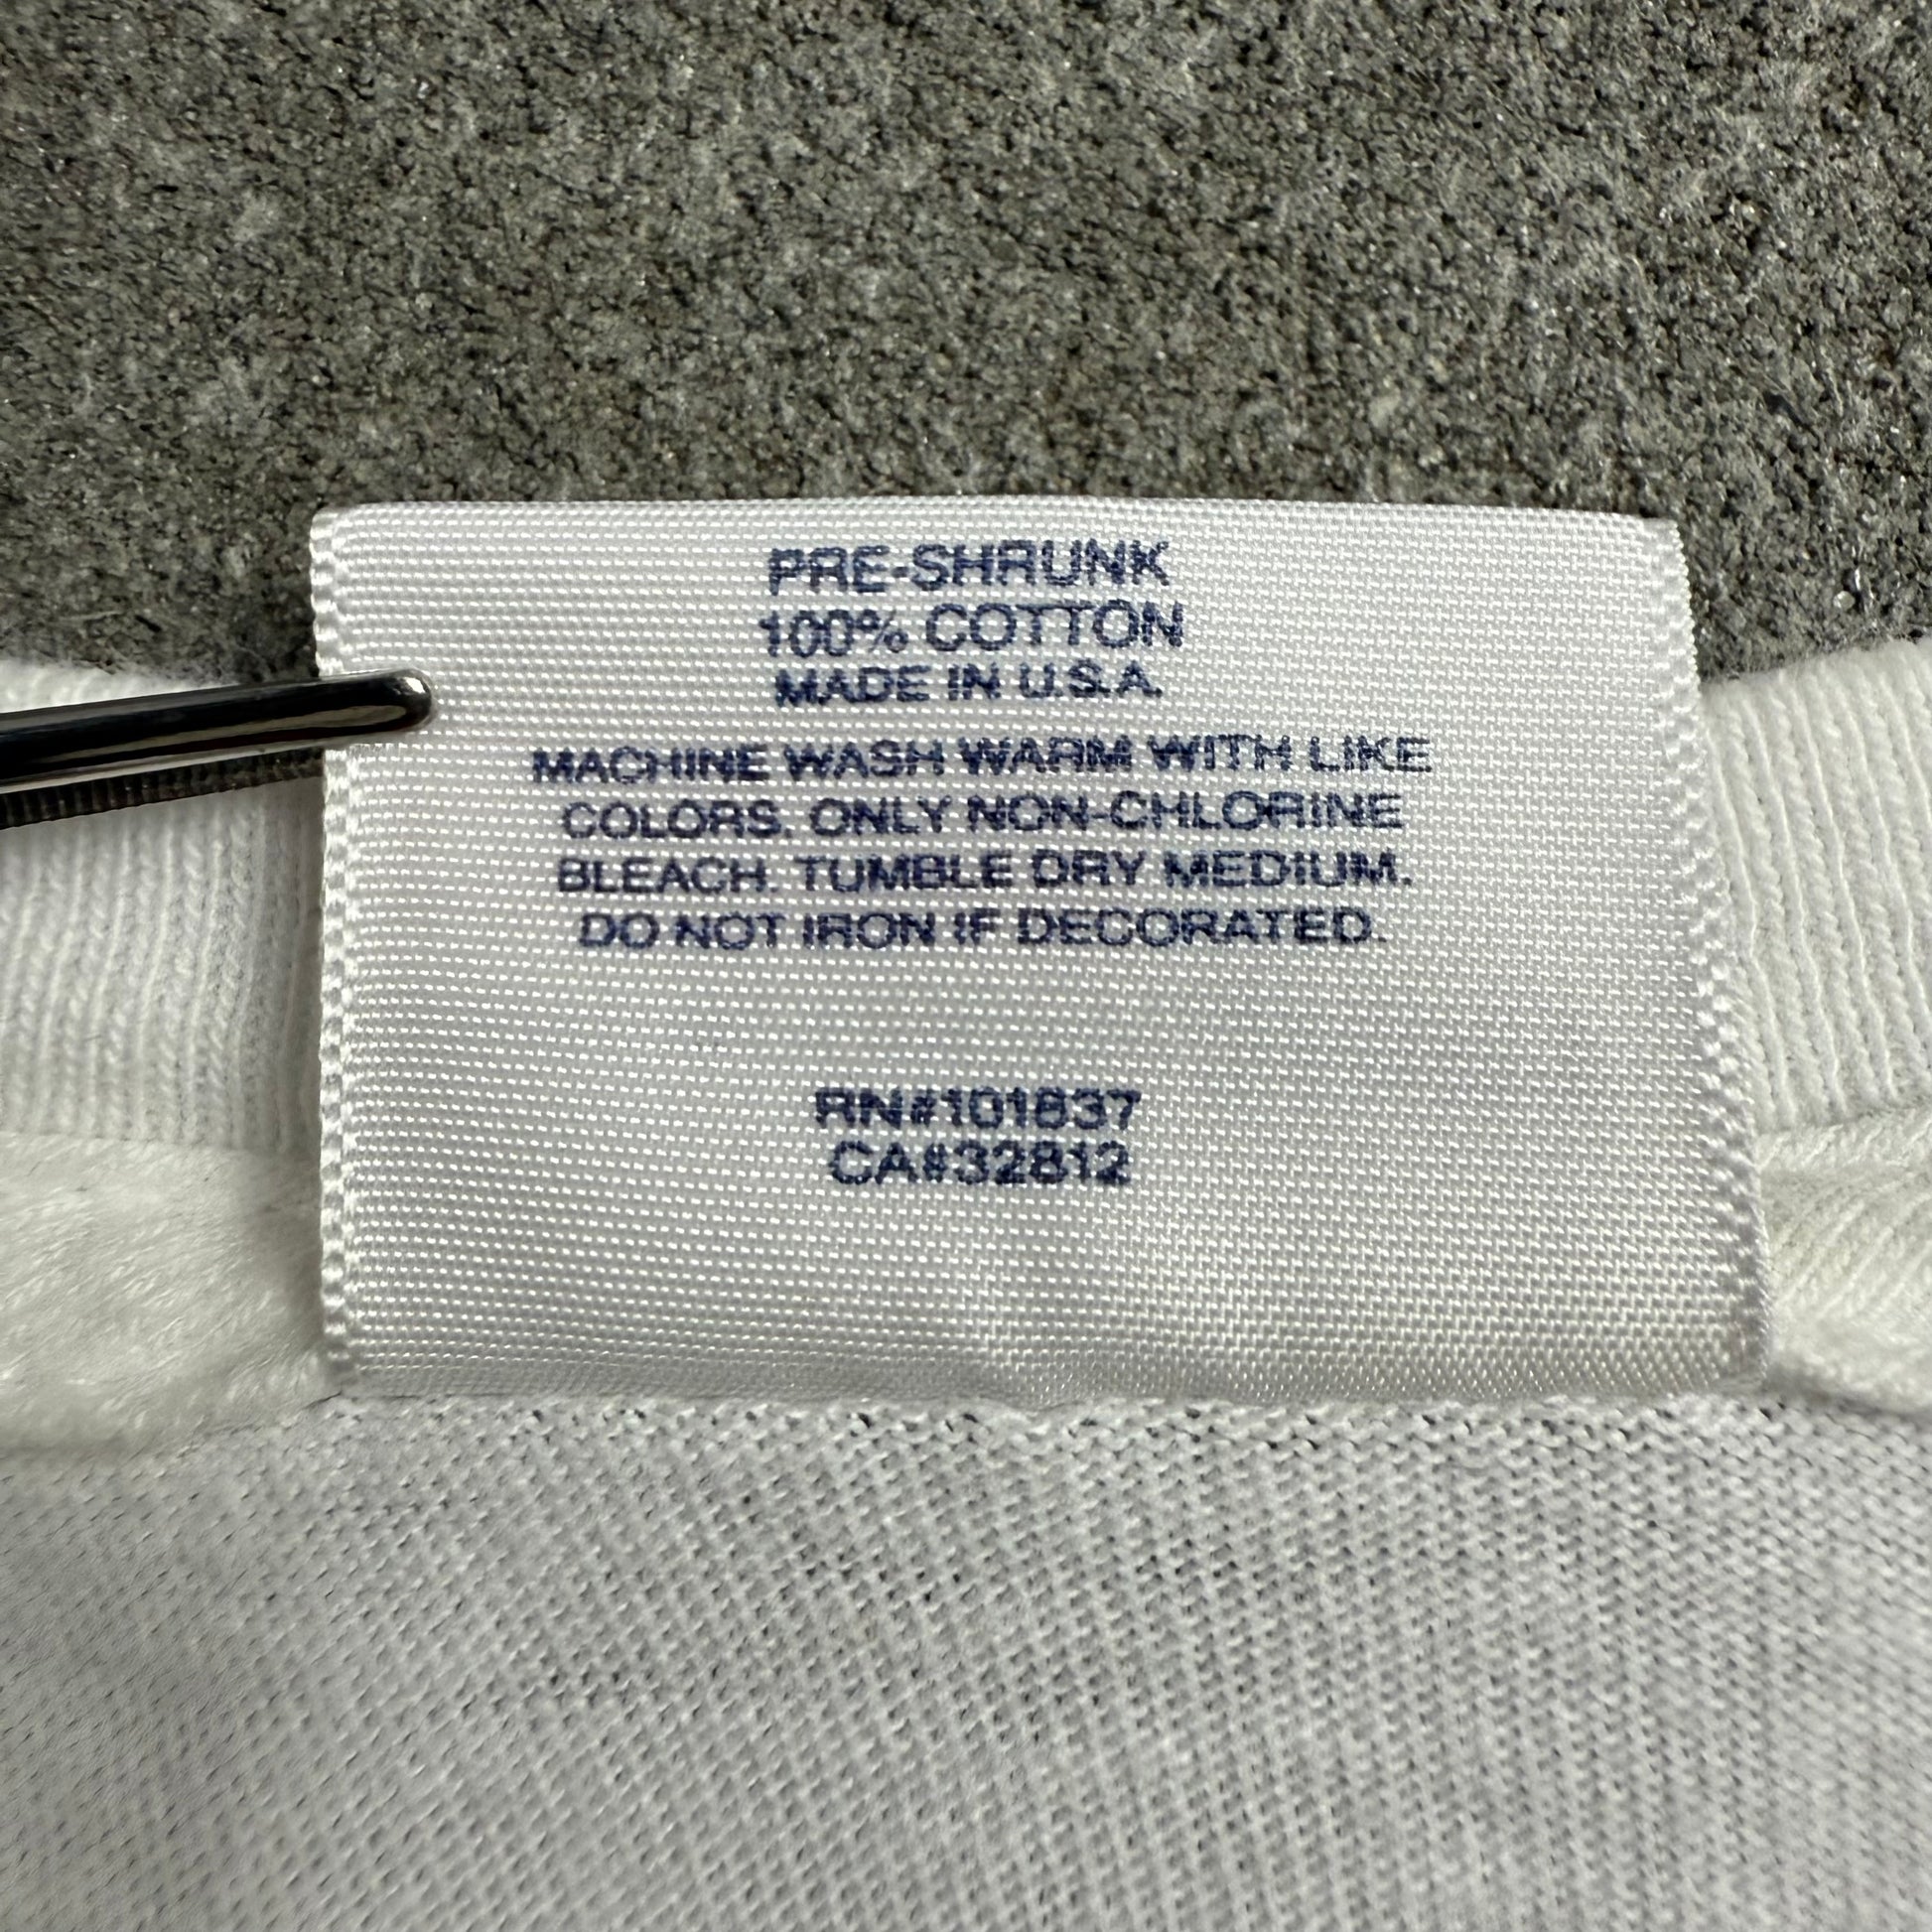 PRE-SHRUNK
100% COTTON
MADE IN U.S.A.
MACHINE WASH WARM WITH LIKE
COLORS. ONLY NON-CHLORINE
BLEACH. TUMBLE DRY MEDIUM.
DO NOT IRON IF DECORATED.
RN#101837
CA#32812